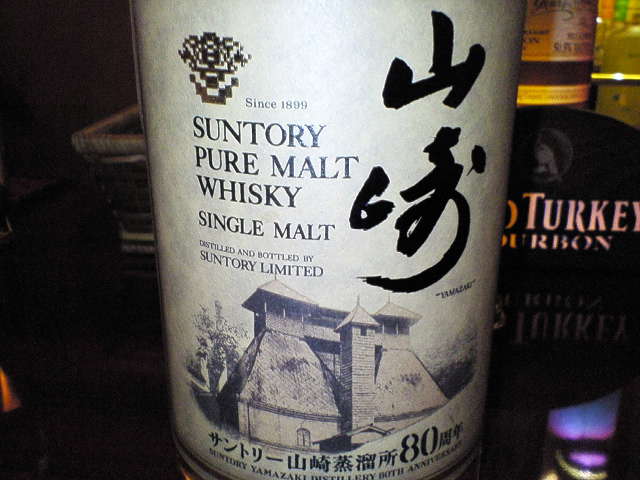 山崎
Since 1899
SUNTORY
PURE MALT
WHISKY
SINGLE MALT
DISTILLED AND BOTTLED BY
SUNTORY LIMITED
"YAMAZAKI"
サントリー山崎蒸溜所80周年
SUNTORY YAMAZAKI DISTILLERY 80TH ANNIVERSARY
TURKEY
BOURBON